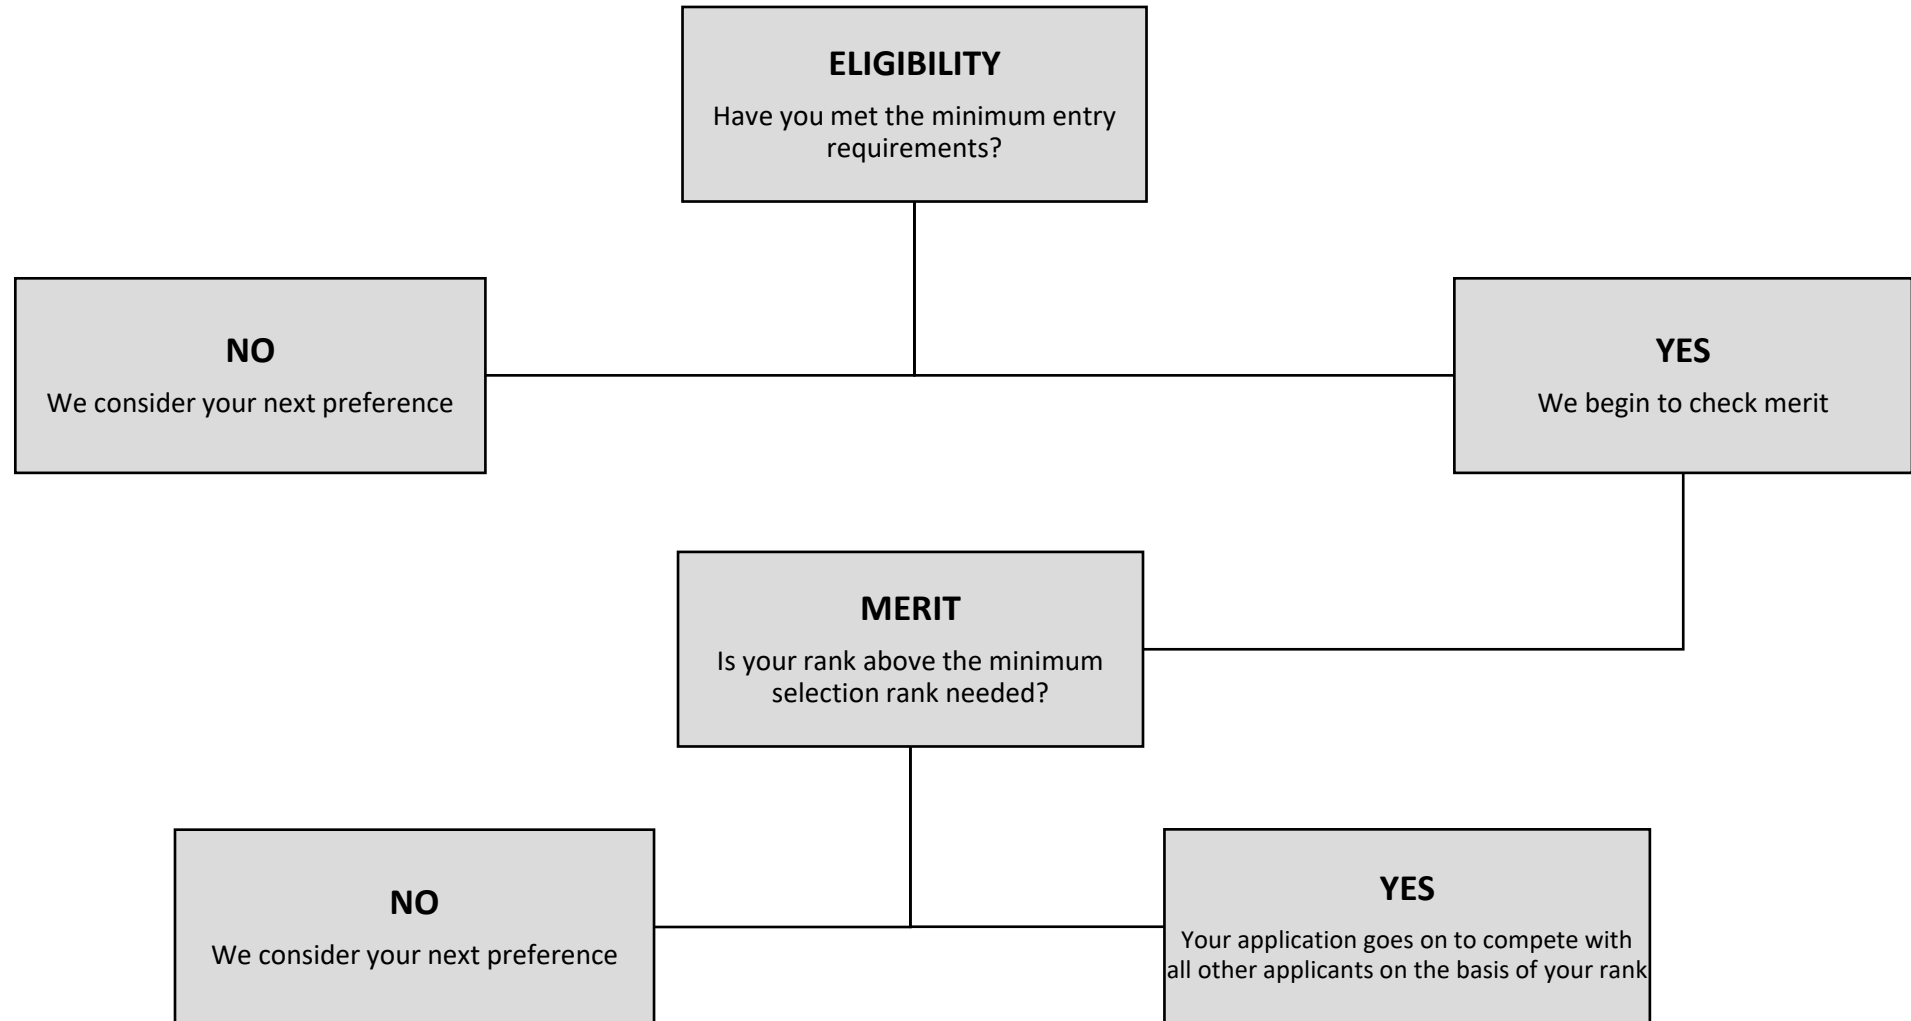 ELIGIBILITY
Have you met the minimum entry
requirements?
NO
We consider your next preference
YES
We begin to check merit
MERIT
Is your rank above the minimum
selection rank needed?
NO
We consider your next preference
YES
Your application goes on to compete with
all other applicants on the basis of your rank